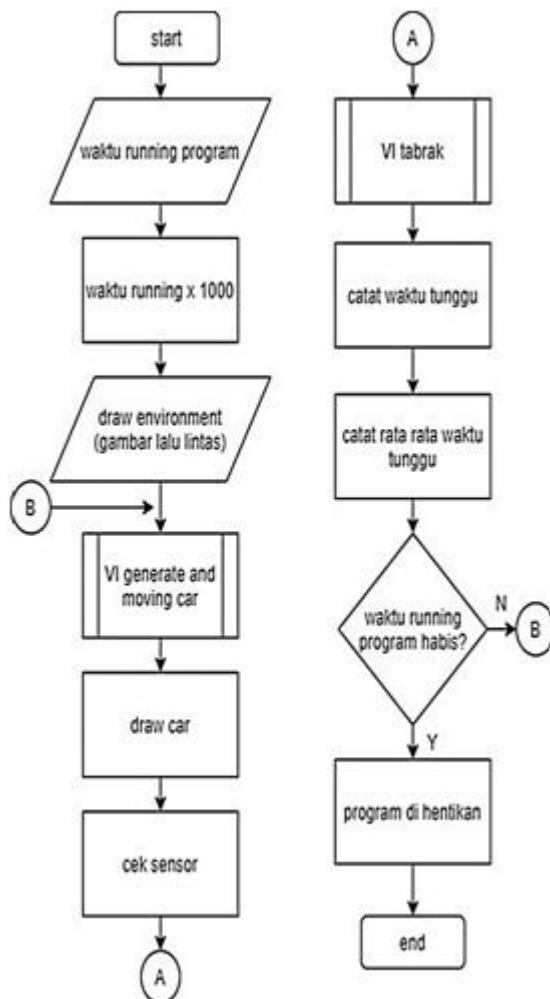 start
waktu running program
waktu running x 1000
draw environment
(gambar lalu lintas)
B
VI generate and
moving car
draw car
cek sensor
A
A
VI tabrak
catat waktu tunggu
catat rata rata waktu
tunggu
waktu running
program habis?
N
B
Y
program di hentikan
end